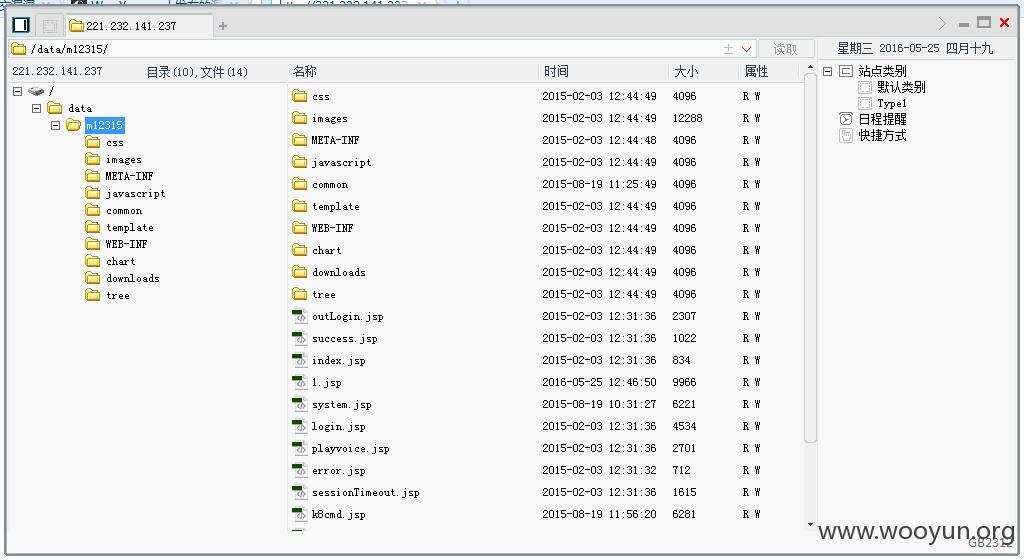 221.232.141.237
/data/m12315/
读取
星期三 2016-05-25 四月十九
221.232.141.237 目录(10),文件(14)
名称 时间 大小 属性
/
data
m12315
css
images
META-INF
javascript
common
template
WEB-INF
chart
downloads
tree
css 2015-02-03 12:44:49 4096 R W
images 2015-02-03 12:44:49 12288 R W
META-INF 2015-02-03 12:44:48 4096 R W
javascript 2015-02-03 12:44:49 4096 R W
common 2015-08-19 11:25:49 4096 R W
template 2015-02-03 12:44:49 4096 R W
WEB-INF 2015-02-03 12:44:49 4096 R W
chart 2015-02-03 12:44:49 4096 R W
downloads 2015-02-03 12:44:49 4096 R W
tree 2015-02-03 12:44:49 4096 R W
outLogin.jsp 2015-02-03 12:31:36 2307 R W
success.jsp 2015-02-03 12:31:36 1022 R W
index.jsp 2015-02-03 12:31:36 834 R W
1.jsp 2016-05-25 12:46:50 9966 R W
system.jsp 2015-08-19 10:31:27 6221 R W
login.jsp 2015-02-03 12:31:36 4534 R W
playvoice.jsp 2015-02-03 12:31:36 2701 R W
error.jsp 2015-02-03 12:31:32 712 R W
sessionTimeout.jsp 2015-02-03 12:31:36 1615 R W
k8cmd.jsp 2015-08-19 11:56:20 6281 R W
站点类别
默认类别
Type1
日程提醒
快捷方式
www.wooyun.org
GB2312